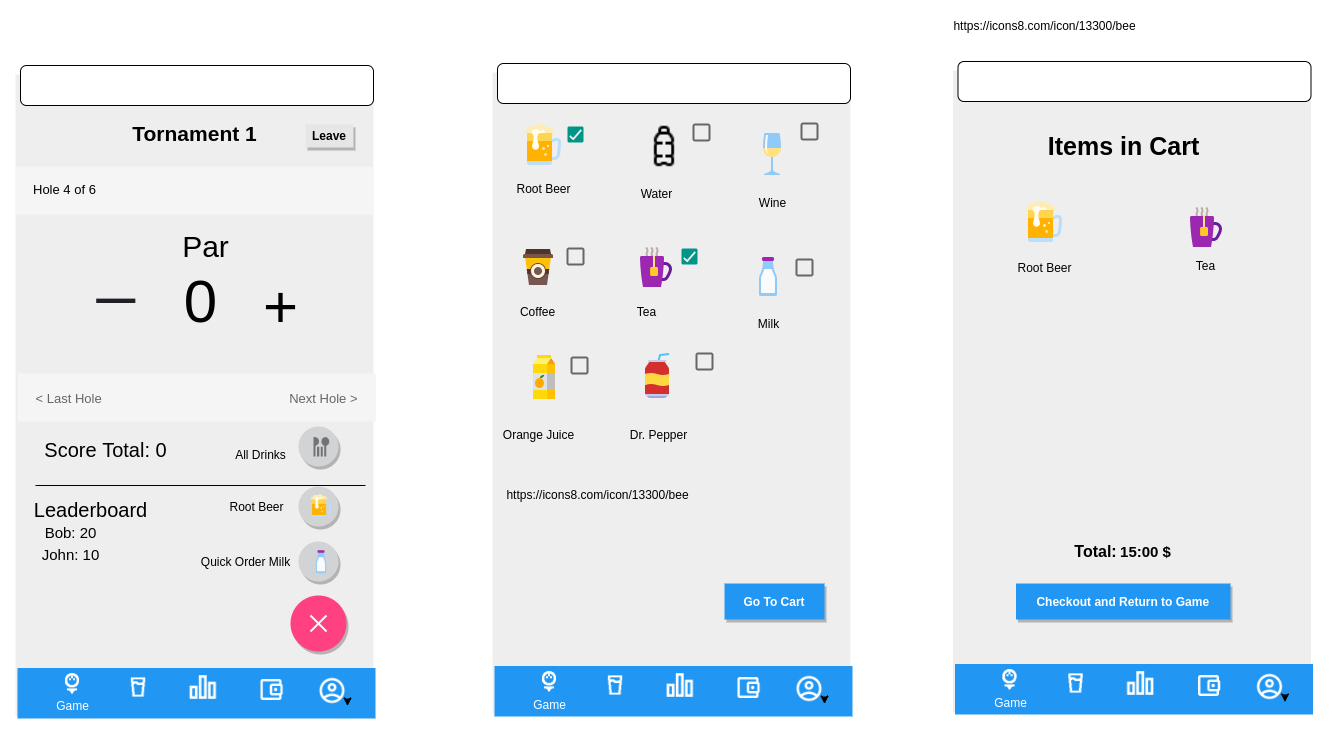 https://icons8.com/icon/13300/bee
Tornament 1
Leave
Hole 4 of 6
Par
— 0 +
< Last Hole
Next Hole >
Score Total: 0
All Drinks
Leaderboard
Root Beer
Bob: 20
John: 10
Quick Order Milk
Game
Root Beer
Water
Wine
Coffee
Tea
Milk
Orange Juice
Dr. Pepper
https://icons8.com/icon/13300/bee
Go To Cart
Game
Items in Cart
Root Beer
Tea
Total: 15:00 $
Checkout and Return to Game
Game